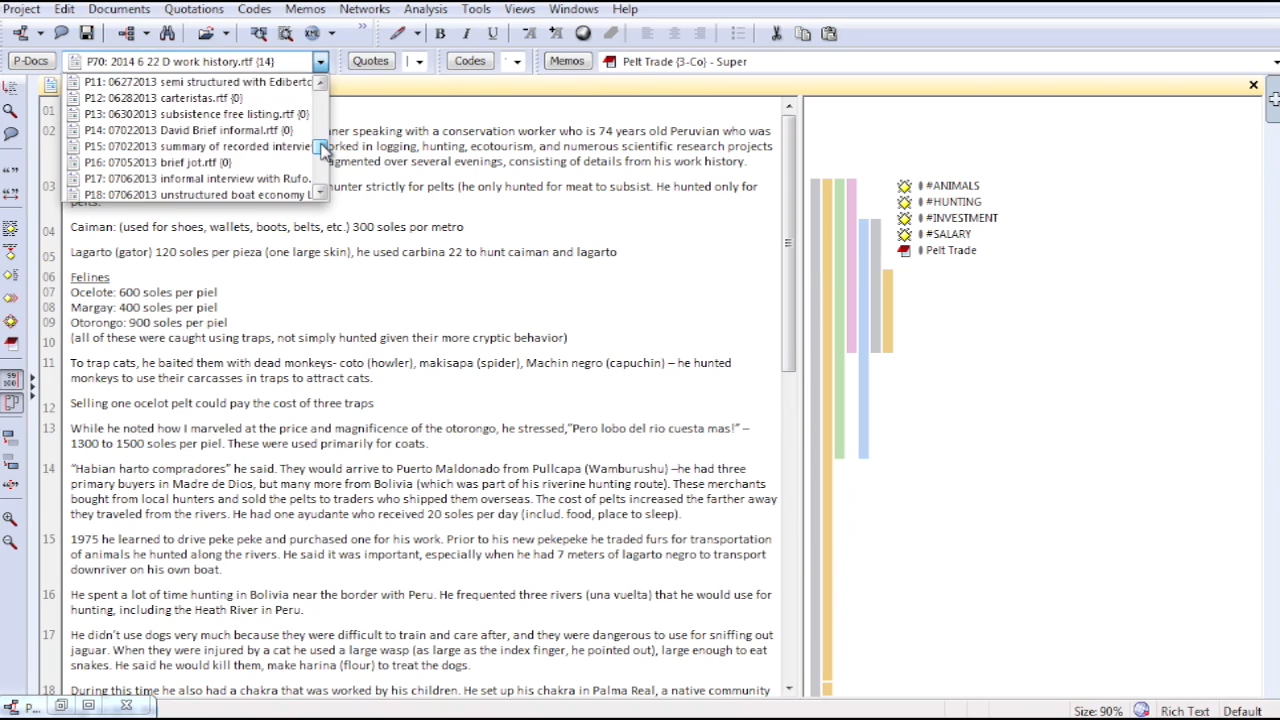 Project Edit Documents Quotations Codes Memos Networks Analysis Tools Views Windows Help
P-Docs P70: 2014 6 22 D work history.rtf {14} Quotes Codes Memos Pelt Trade {3-Co} - Super
P11: 06272013 semi structured with Ediberto
P12: 06282013 carteristas.rtf {0}
P13: 06302013 subsistence free listing.rtf {0}
P14: 07022013 David Brief informal.rtf {0}
P15: 07022013 summary of recorded intervie
P16: 07052013 brief jot.rtf {0}
P17: 07062013 informal interview with Rufo.
P18: 07062013 unstructured boat economy
01
02 ner speaking with a conservation worker who is 74 years old Peruvian who was
orked in logging, hunting, ecotourism, and numerous scientific research projects
agmented over several evenings, consisting of details from his work history.
03 hunter strictly for pelts (he only hunted for meat to subsist. He hunted only for
pelts.
04 Caiman: (used for shoes, wallets, boots, belts, etc.) 300 soles por metro
05 Lagarto (gator) 120 soles per pieza (one large skin), he used carbina 22 to hunt caiman and lagarto
06 Felines
07 Ocelote: 600 soles per piel
08 Margay: 400 soles per piel
09 Otorongo: 900 soles per piel
10 (all of these were caught using traps, not simply hunted given their more cryptic behavior)
11 To trap cats, he baited them with dead monkeys- coto (howler), makisapa (spider), Machin negro (capuchin) – he hunted
monkeys to use their carcasses in traps to attract cats.
12 Selling one ocelot pelt could pay the cost of three traps
13 While he noted how I marveled at the price and magnificence of the otorongo, he stressed,”Pero lobo del rio cuesta mas!” –
1300 to 1500 soles per piel. These were used primarily for coats.
14 “Habian harto compradores” he said. They would arrive to Puerto Maldonado from Pullcapa (Wamburushu) –he had three
primary buyers in Madre de Dios, but many more from Bolivia (which was part of his riverine hunting route). These merchants
bought from local hunters and sold the pelts to traders who shipped them overseas. The cost of pelts increased the farther away
they traveled from the rivers. He had one ayudante who received 20 soles per day (includ. food, place to sleep).
15 1975 he learned to drive peke peke and purchased one for his work. Prior to his new pekepeke he traded furs for transportation
of animals he hunted along the rivers. He said it was important, especially when he had 7 meters of lagarto negro to transport
downriver on his own boat.
16 He spent a lot of time hunting in Bolivia near the border with Peru. He frequented three rivers (una vuelta) that he would use for
hunting, including the Heath River in Peru.
17 He didn’t use dogs very much because they were difficult to train and care after, and they were dangerous to use for sniffing out
jaguar. When they were injured by a cat he used a large wasp (as large as the index finger, he pointed out), large enough to eat
snakes. He said he would kill them, make harina (flour) to treat the dogs.
18 During this time he also had a chakra that was worked by his children. He set up his chakra in Palma Real, a native community
#ANIMALS
#HUNTING
#INVESTMENT
#SALARY
Pelt Trade
P...
Size: 90% Rich Text Default